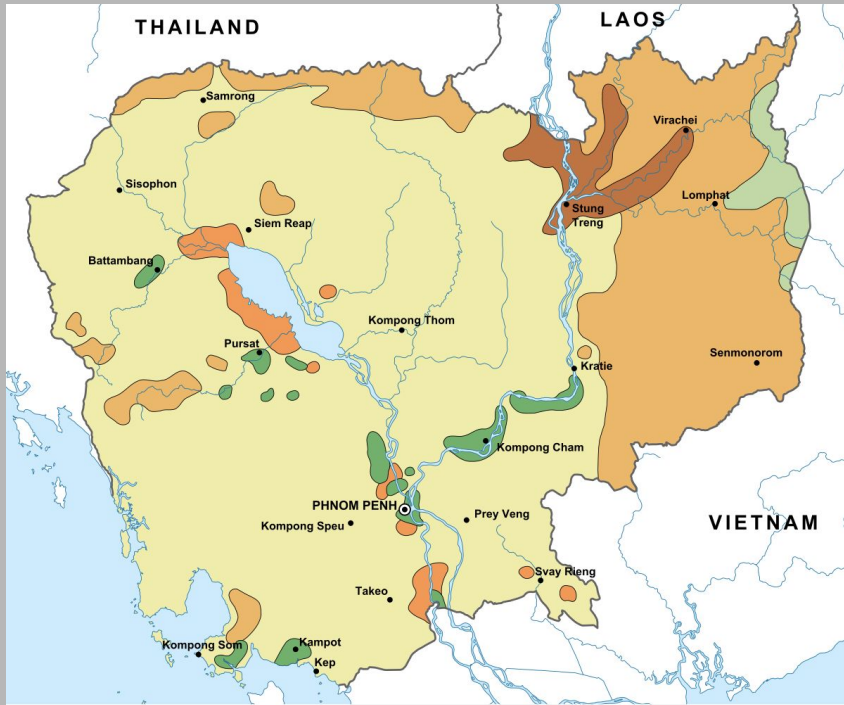 THAILAND
LAOS
Samrong
Virachei
Sisophon
Lomphat
Stung
Treng
Siem Reap
Battambang
Kompong Thom
Pursat
Senmonorom
Kratie
Kompong Cham
PHNOM PENH
Prey Veng
Kompong Speu
VIETNAM
Svay Rieng
Takeo
Kompong Som
Kampot
Kep